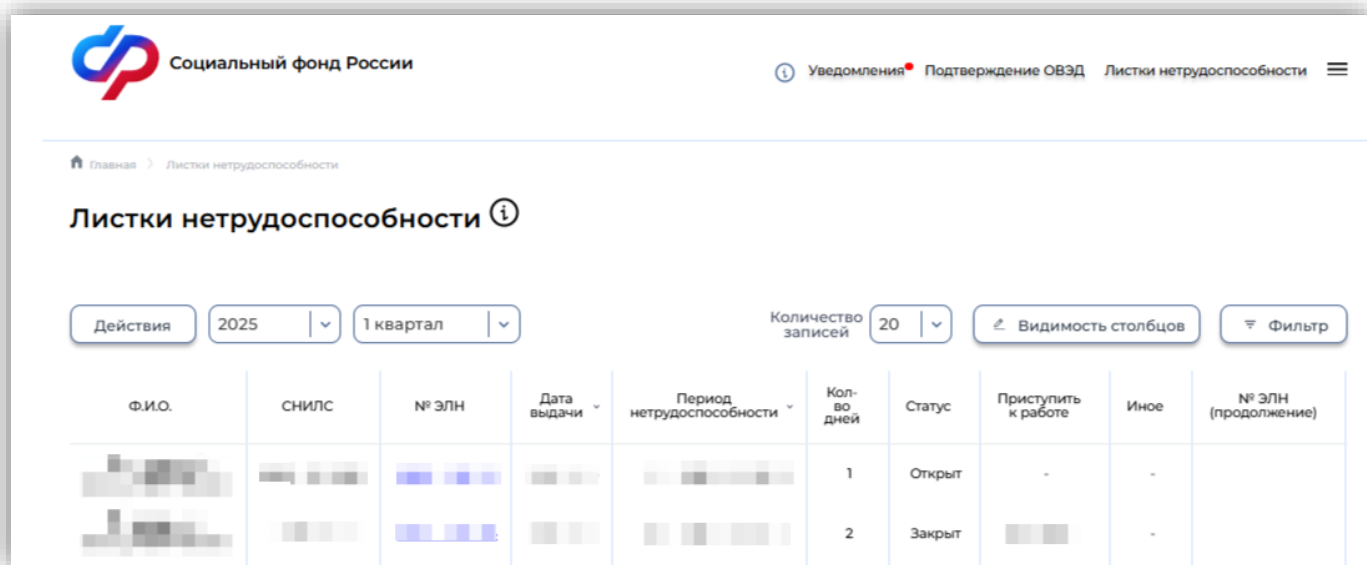 Социальный фонд России
Уведомления Подтверждение ОВЭД Листки нетрудоспособности
Главная > Листки нетрудоспособности
Листки нетрудоспособности
Действия 2025 1 квартал Количество записей 20 Видимость столбцов Фильтр
Ф.И.О. СНИЛС № ЭЛН Дата выдачи Период нетрудоспособности Кол-во дней Статус Приступить к работе Иное № ЭЛН (продолжение)
1 Открыт - -
2 Закрыт -